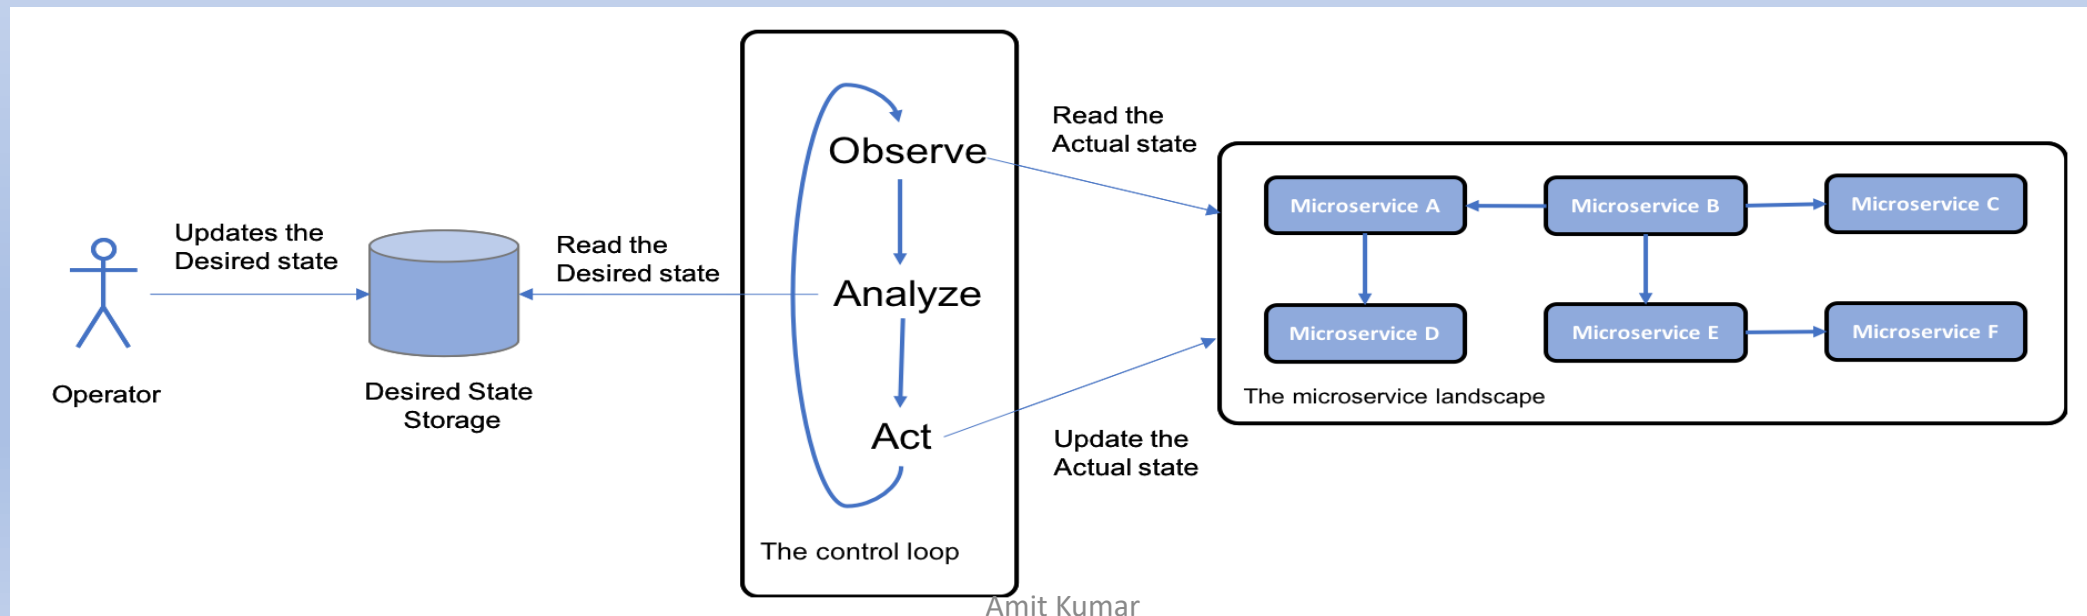 Updates the
Desired state
Operator
Desired State
Storage
Read the
Desired state
Observe
Analyze
Act
The control loop
Read the
Actual state
Update the
Actual state
Microservice A
Microservice B
Microservice C
Microservice D
Microservice E
Microservice F
The microservice landscape
Amit Kumar